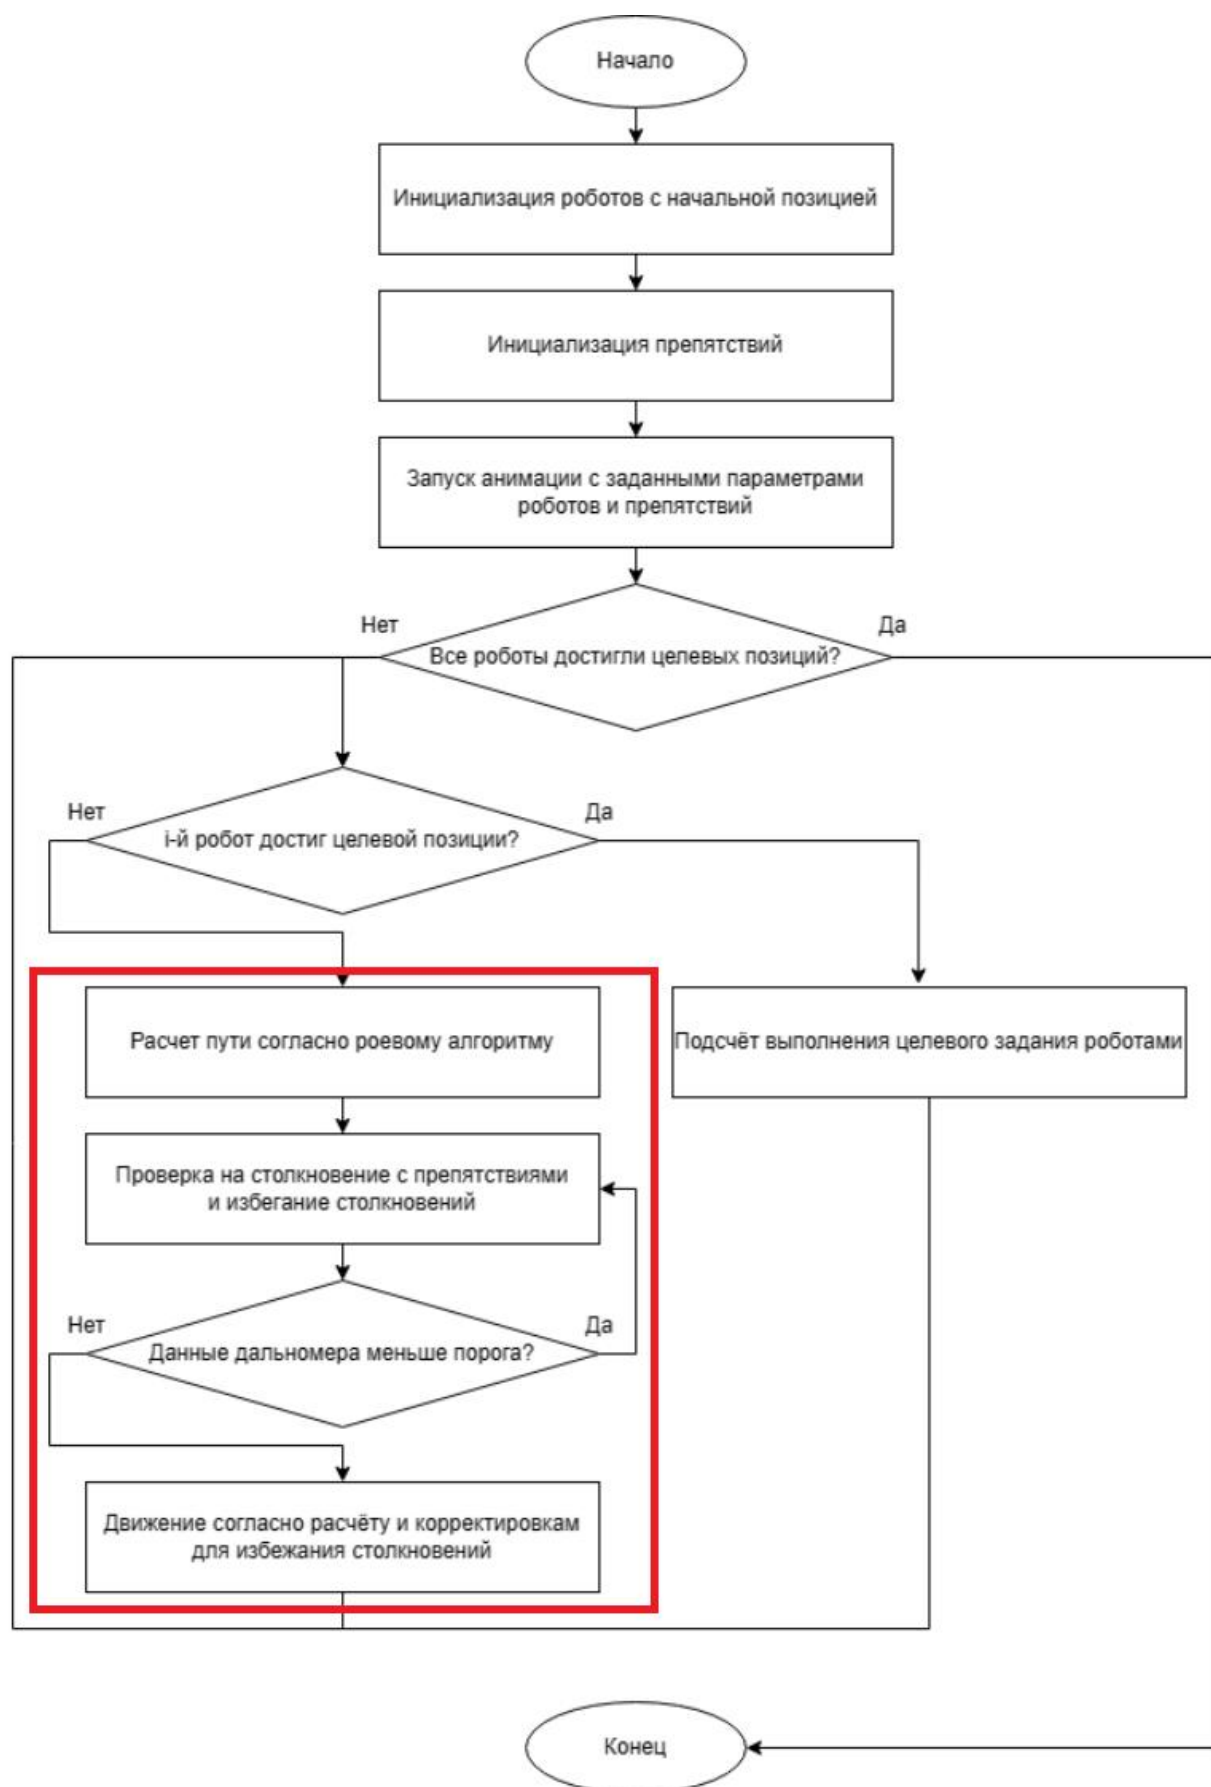 Начало
Инициализация роботов с начальной позицией
Инициализация препятствий
Запуск анимации с заданными параметрами
роботов и препятствий
Нет
Да
Все роботы достигли целевых позиций?
Нет
Да
i-й робот достиг целевой позиции?
Расчет пути согласно роевому алгоритму
Подсчёт выполнения целевого задания роботами
Проверка на столкновение с препятствиями
и избегание столкновений
Нет
Да
Данные дальномера меньше порога?
Движение согласно расчёту и корректировкам
для избежания столкновений
Конец